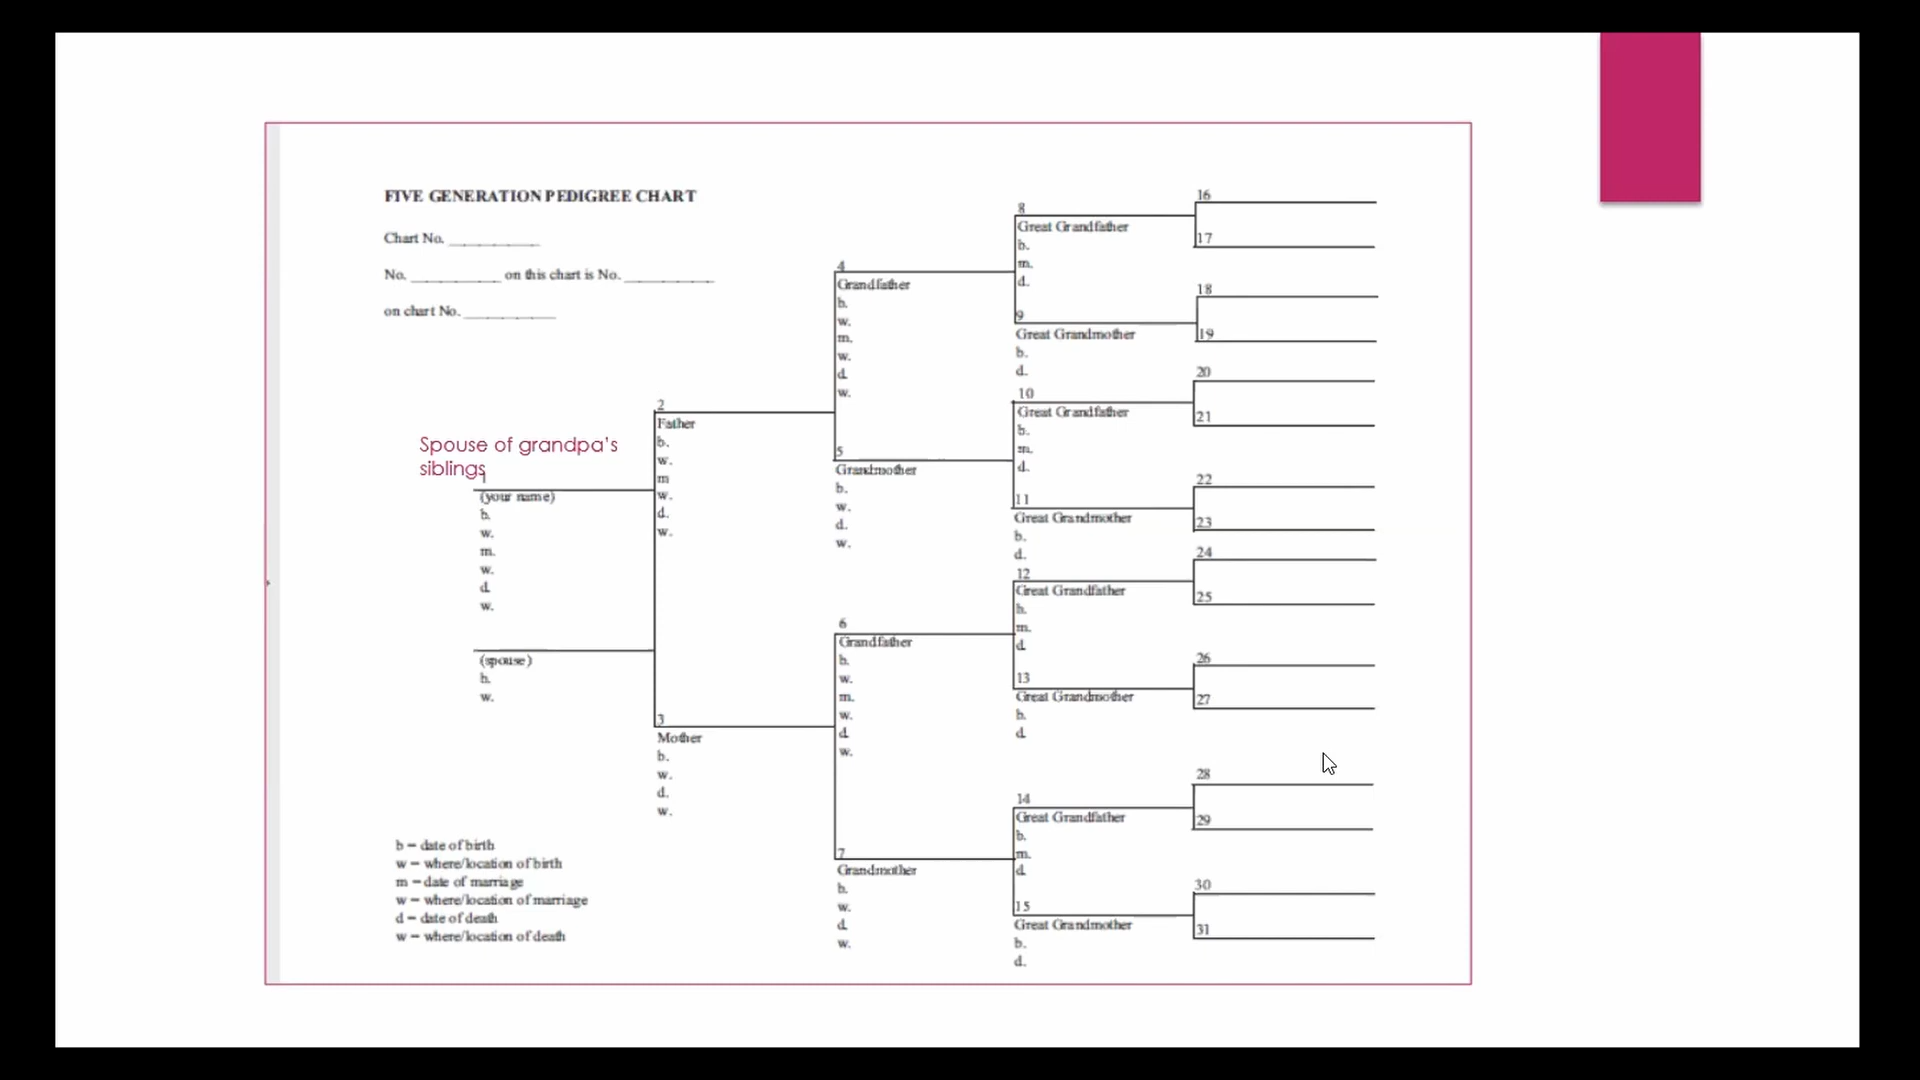 FIVE GENERATION PEDIGREE CHART
Chart No. ____________
No. ____________ on this chart is No. ____________
on chart No. ____________
Spouse of grandpa's
siblings
1
(your name)
b.
w.
m.
w.
d.
w.
(spouse)
b.
w.
2
Father
b.
w.
m
w.
d.
w.
3
Mother
b.
w.
d.
w.
4
Grandfather
b.
w.
m.
w.
d.
w.
5
Grandmother
b.
w.
d.
w.
6
Grandfather
b.
w.
m.
w.
d.
w.
7
Grandmother
b.
w.
d.
w.
8
Great Grandfather
b.
m.
d.
9
Great Grandmother
b.
d.
10
Great Grandfather
b.
m.
d.
11
Great Grandmother
b.
d.
12
Great Grandfather
b.
m.
d.
13
Great Grandmother
b.
d.
14
Great Grandfather
b.
m.
d.
15
Great Grandmother
b.
d.
16
17
18
19
20
21
22
23
24
25
26
27
28
29
30
31
b = date of birth
w = where/location of birth
m = date of marriage
w = where/location of marriage
d = date of death
w = where/location of death